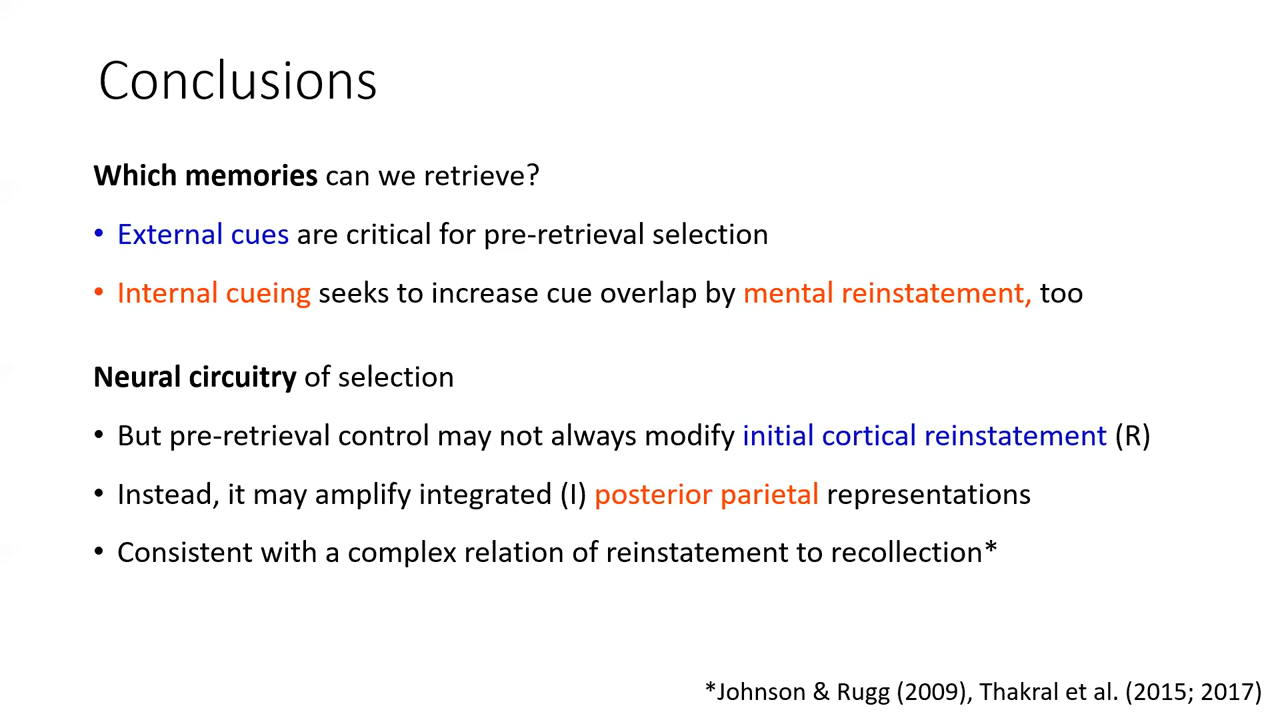 Conclusions
Which memories can we retrieve?
• External cues are critical for pre-retrieval selection
• Internal cueing seeks to increase cue overlap by mental reinstatement, too
Neural circuitry of selection
• But pre-retrieval control may not always modify initial cortical reinstatement (R)
• Instead, it may amplify integrated (I) posterior parietal representations
• Consistent with a complex relation of reinstatement to recollection*
*Johnson & Rugg (2009), Thakral et al. (2015; 2017)